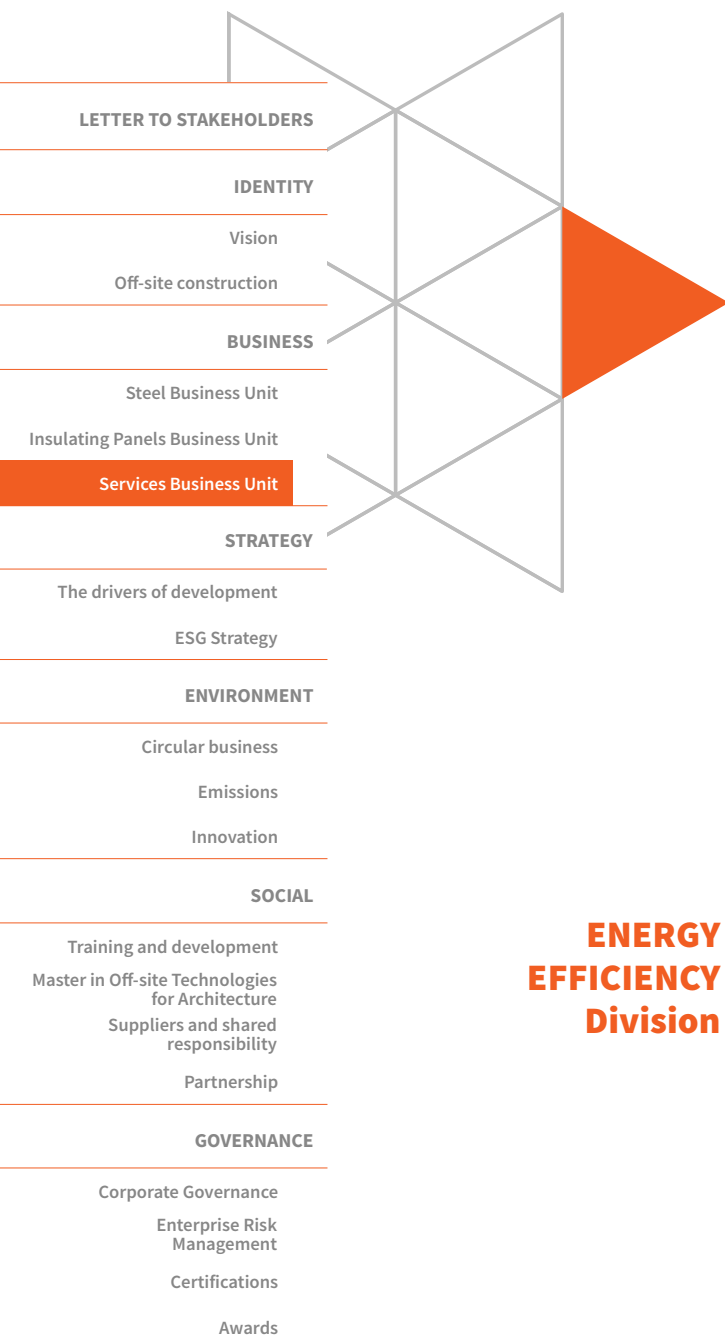 LETTER TO STAKEHOLDERS
IDENTITY
Vision
Off-site construction
BUSINESS
Steel Business Unit
Insulating Panels Business Unit
Services Business Unit
STRATEGY
The drivers of development
ESG Strategy
ENVIRONMENT
Circular business
Emissions
Innovation
SOCIAL
Training and development
Master in Off-site Technologies
for Architecture
Suppliers and shared
responsibility
Partnership
GOVERNANCE
Corporate Governance
Enterprise Risk
Management
Certifications
Awards
ENERGY
EFFICIENCY
Division